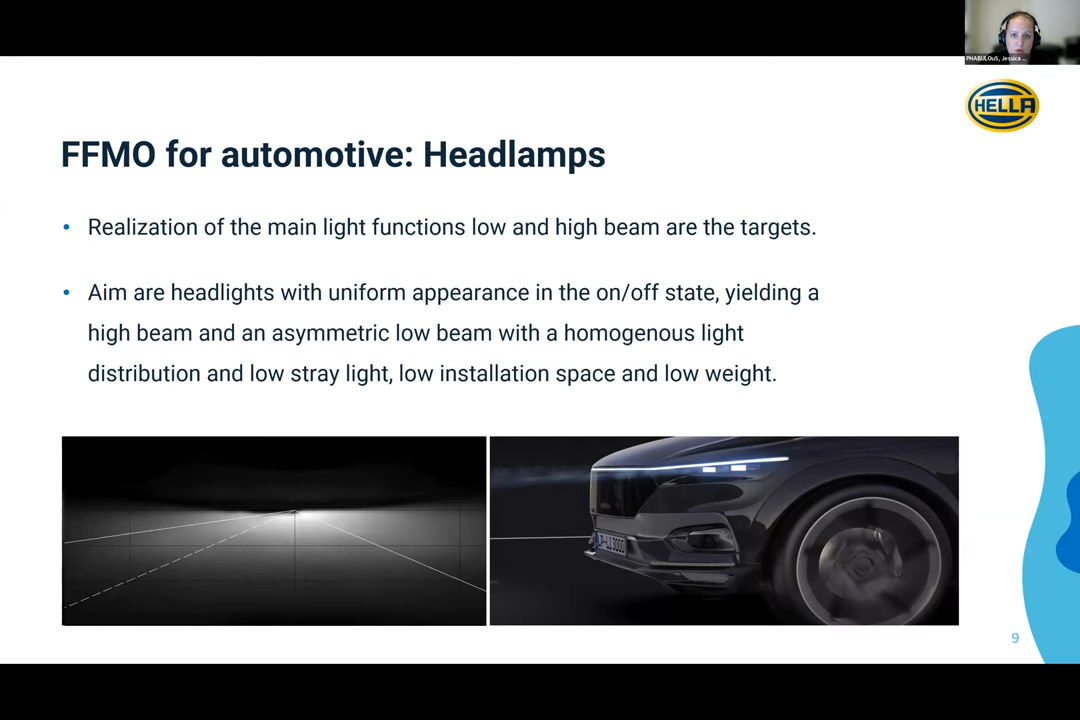 PHABULOuS, Jessica ...
HELLA
FFMO for automotive: Headlamps
• Realization of the main light functions low and high beam are the targets.
• Aim are headlights with uniform appearance in the on/off state, yielding a
high beam and an asymmetric low beam with a homogenous light
distribution and low stray light, low installation space and low weight.
9